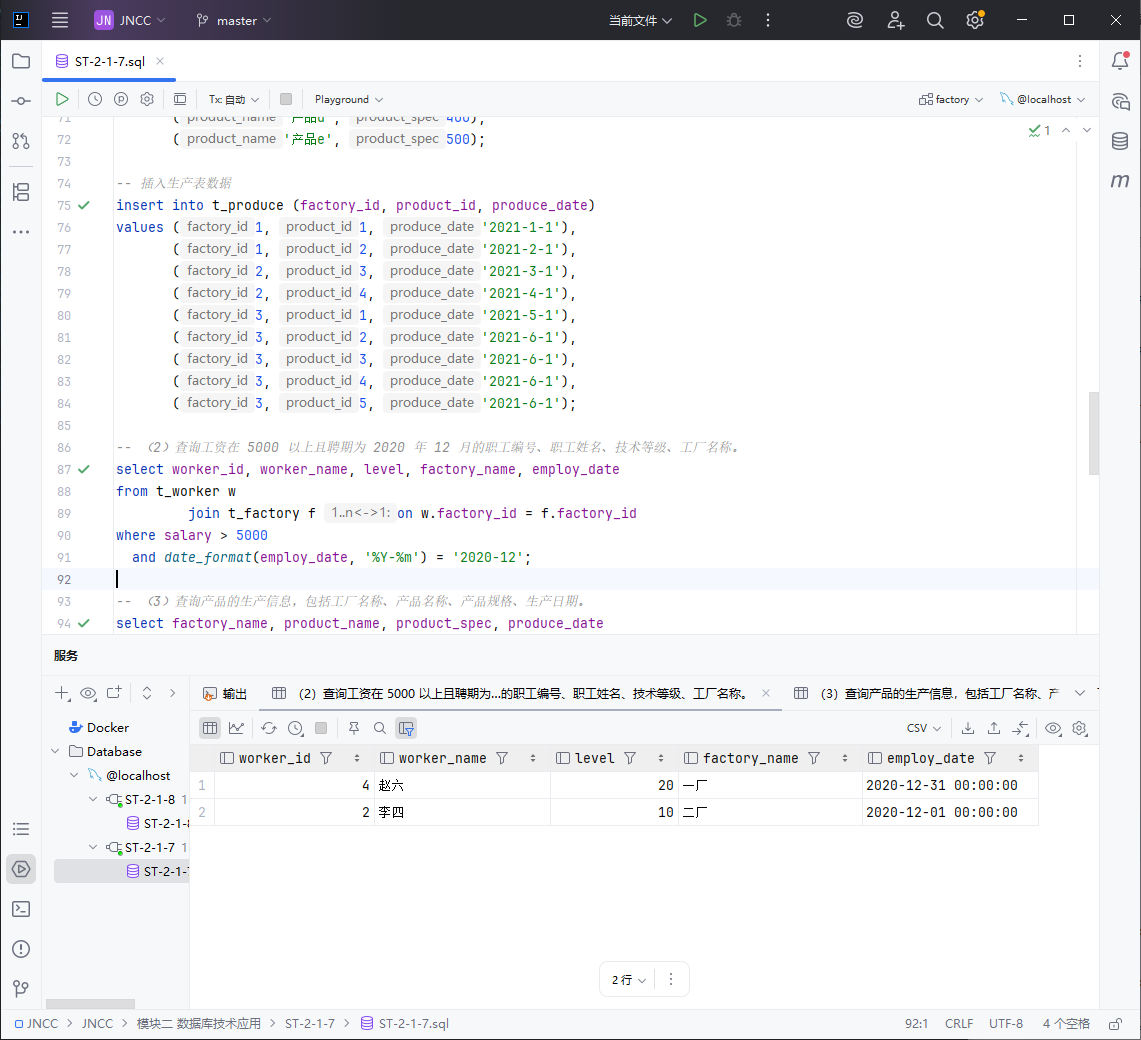 JN JNCC master 当前文件
ST-2-1-7.sql
Tx: 自动 Playground factory @localhost
71 ( product_name '产品d', product_spec 400),
72 ( product_name '产品e', product_spec 500);
1
73
74 -- 插入生产表数据
75 insert into t_produce (factory_id, product_id, produce_date)
76 values ( factory_id 1, product_id 1, produce_date '2021-1-1'),
77 ( factory_id 1, product_id 2, produce_date '2021-2-1'),
78 ( factory_id 2, product_id 3, produce_date '2021-3-1'),
79 ( factory_id 2, product_id 4, produce_date '2021-4-1'),
80 ( factory_id 3, product_id 1, produce_date '2021-5-1'),
81 ( factory_id 3, product_id 2, produce_date '2021-6-1'),
82 ( factory_id 3, product_id 3, produce_date '2021-6-1'),
83 ( factory_id 3, product_id 4, produce_date '2021-6-1'),
84 ( factory_id 3, product_id 5, produce_date '2021-6-1');
85
86 -- （2）查询工资在 5000 以上且聘期为 2020 年 12 月的职工编号、职工姓名、技术等级、工厂名称。
87 select worker_id, worker_name, level, factory_name, employ_date
88 from t_worker w
89 join t_factory f 1..n<->1: on w.factory_id = f.factory_id
90 where salary > 5000
91 and date_format(employ_date, '%Y-%m') = '2020-12';
92
93 -- （3）查询产品的生产信息，包括工厂名称、产品名称、产品规格、生产日期。
94 select factory_name, product_name, product_spec, produce_date
服务
输出 （2）查询工资在 5000 以上且聘期为...的职工编号、职工姓名、技术等级、工厂名称。 （3）查询产品的生产信息，包括工厂名称、产
Docker
Database
@localhost
ST-2-1-8 1
ST-2-1-8
ST-2-1-7 1
ST-2-1-7
CSV
worker_id worker_name level factory_name employ_date
1 4 赵六 20 一厂 2020-12-31 00:00:00
2 2 李四 10 二厂 2020-12-01 00:00:00
2 行
JNCC JNCC 模块二 数据库技术应用 ST-2-1-7 ST-2-1-7.sql 92:1 CRLF UTF-8 4 个空格